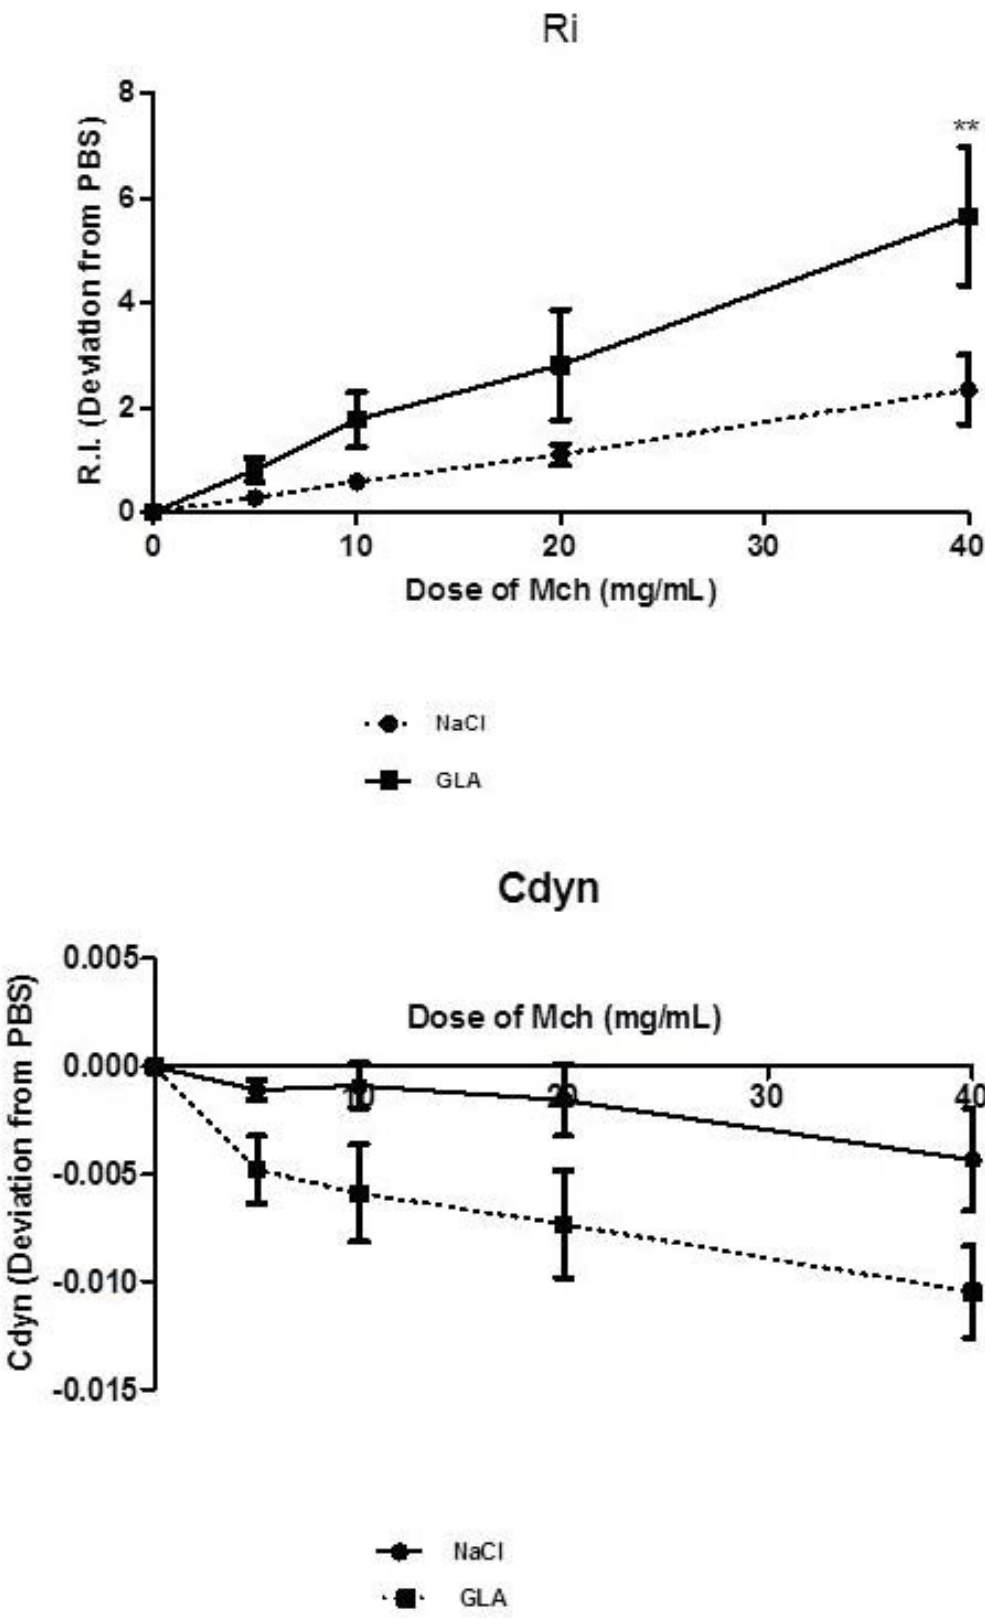 Ri
R.I. (Deviation from PBS)
8
6
4
2
0
0 10 20 30 40
Dose of Mch (mg/mL)
**
NaCl
GLA
Cdyn
Cdyn (Deviation from PBS)
0.005
0.000
-0.005
-0.010
-0.015
Dose of Mch (mg/mL)
10 20 30 40
NaCl
GLA